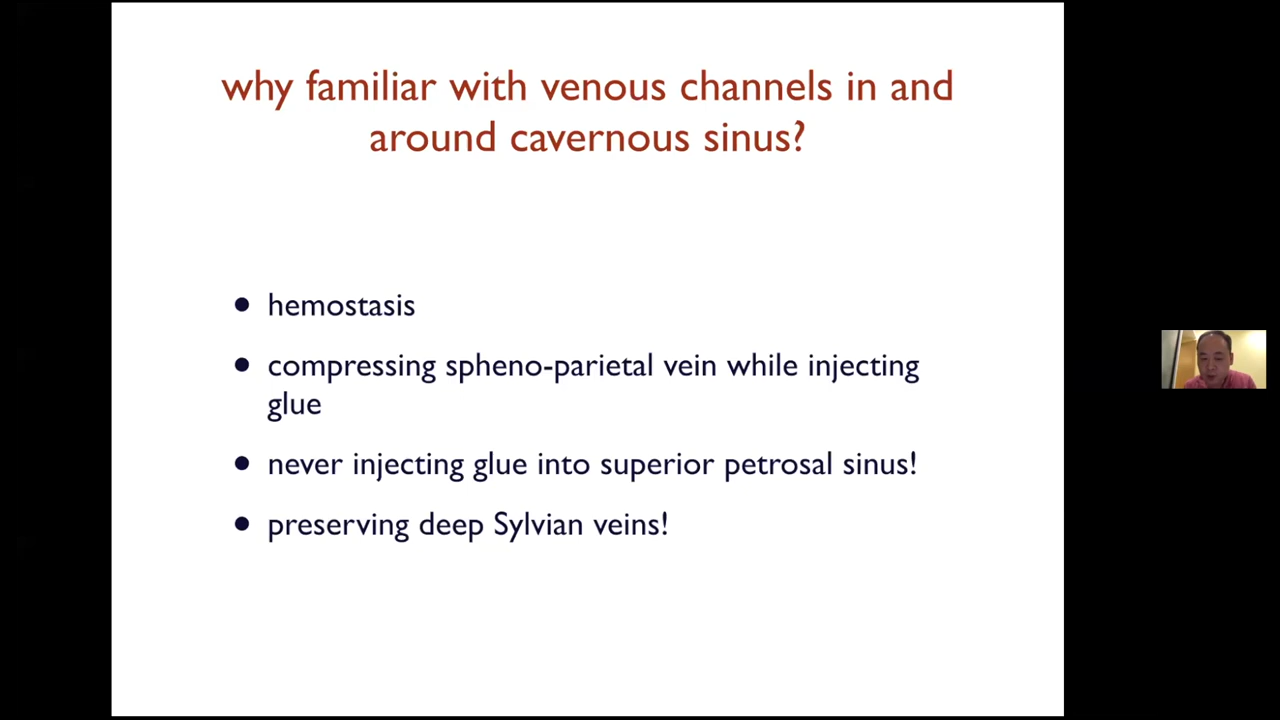 why familiar with venous channels in and
around cavernous sinus?
• hemostasis
• compressing spheno-parietal vein while injecting
glue
• never injecting glue into superior petrosal sinus!
• preserving deep Sylvian veins!